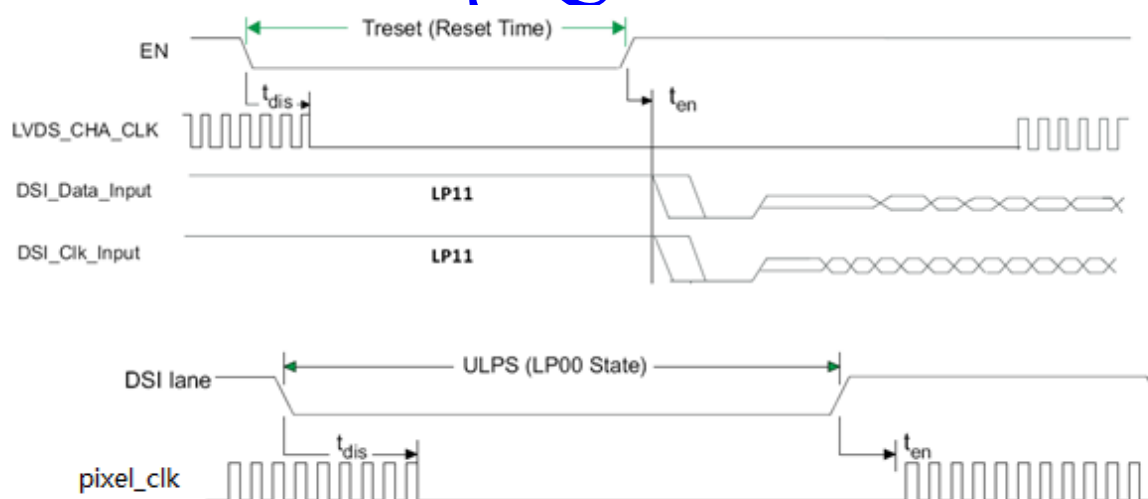 Treset (Reset Time)
EN
tdis
ten
LVDS_CHA_CLK
DSI_Data_Input
LP11
DSI_Clk_Input
LP11
ULPS (LP00 State)
DSI lane
tdis
ten
pixel_clk